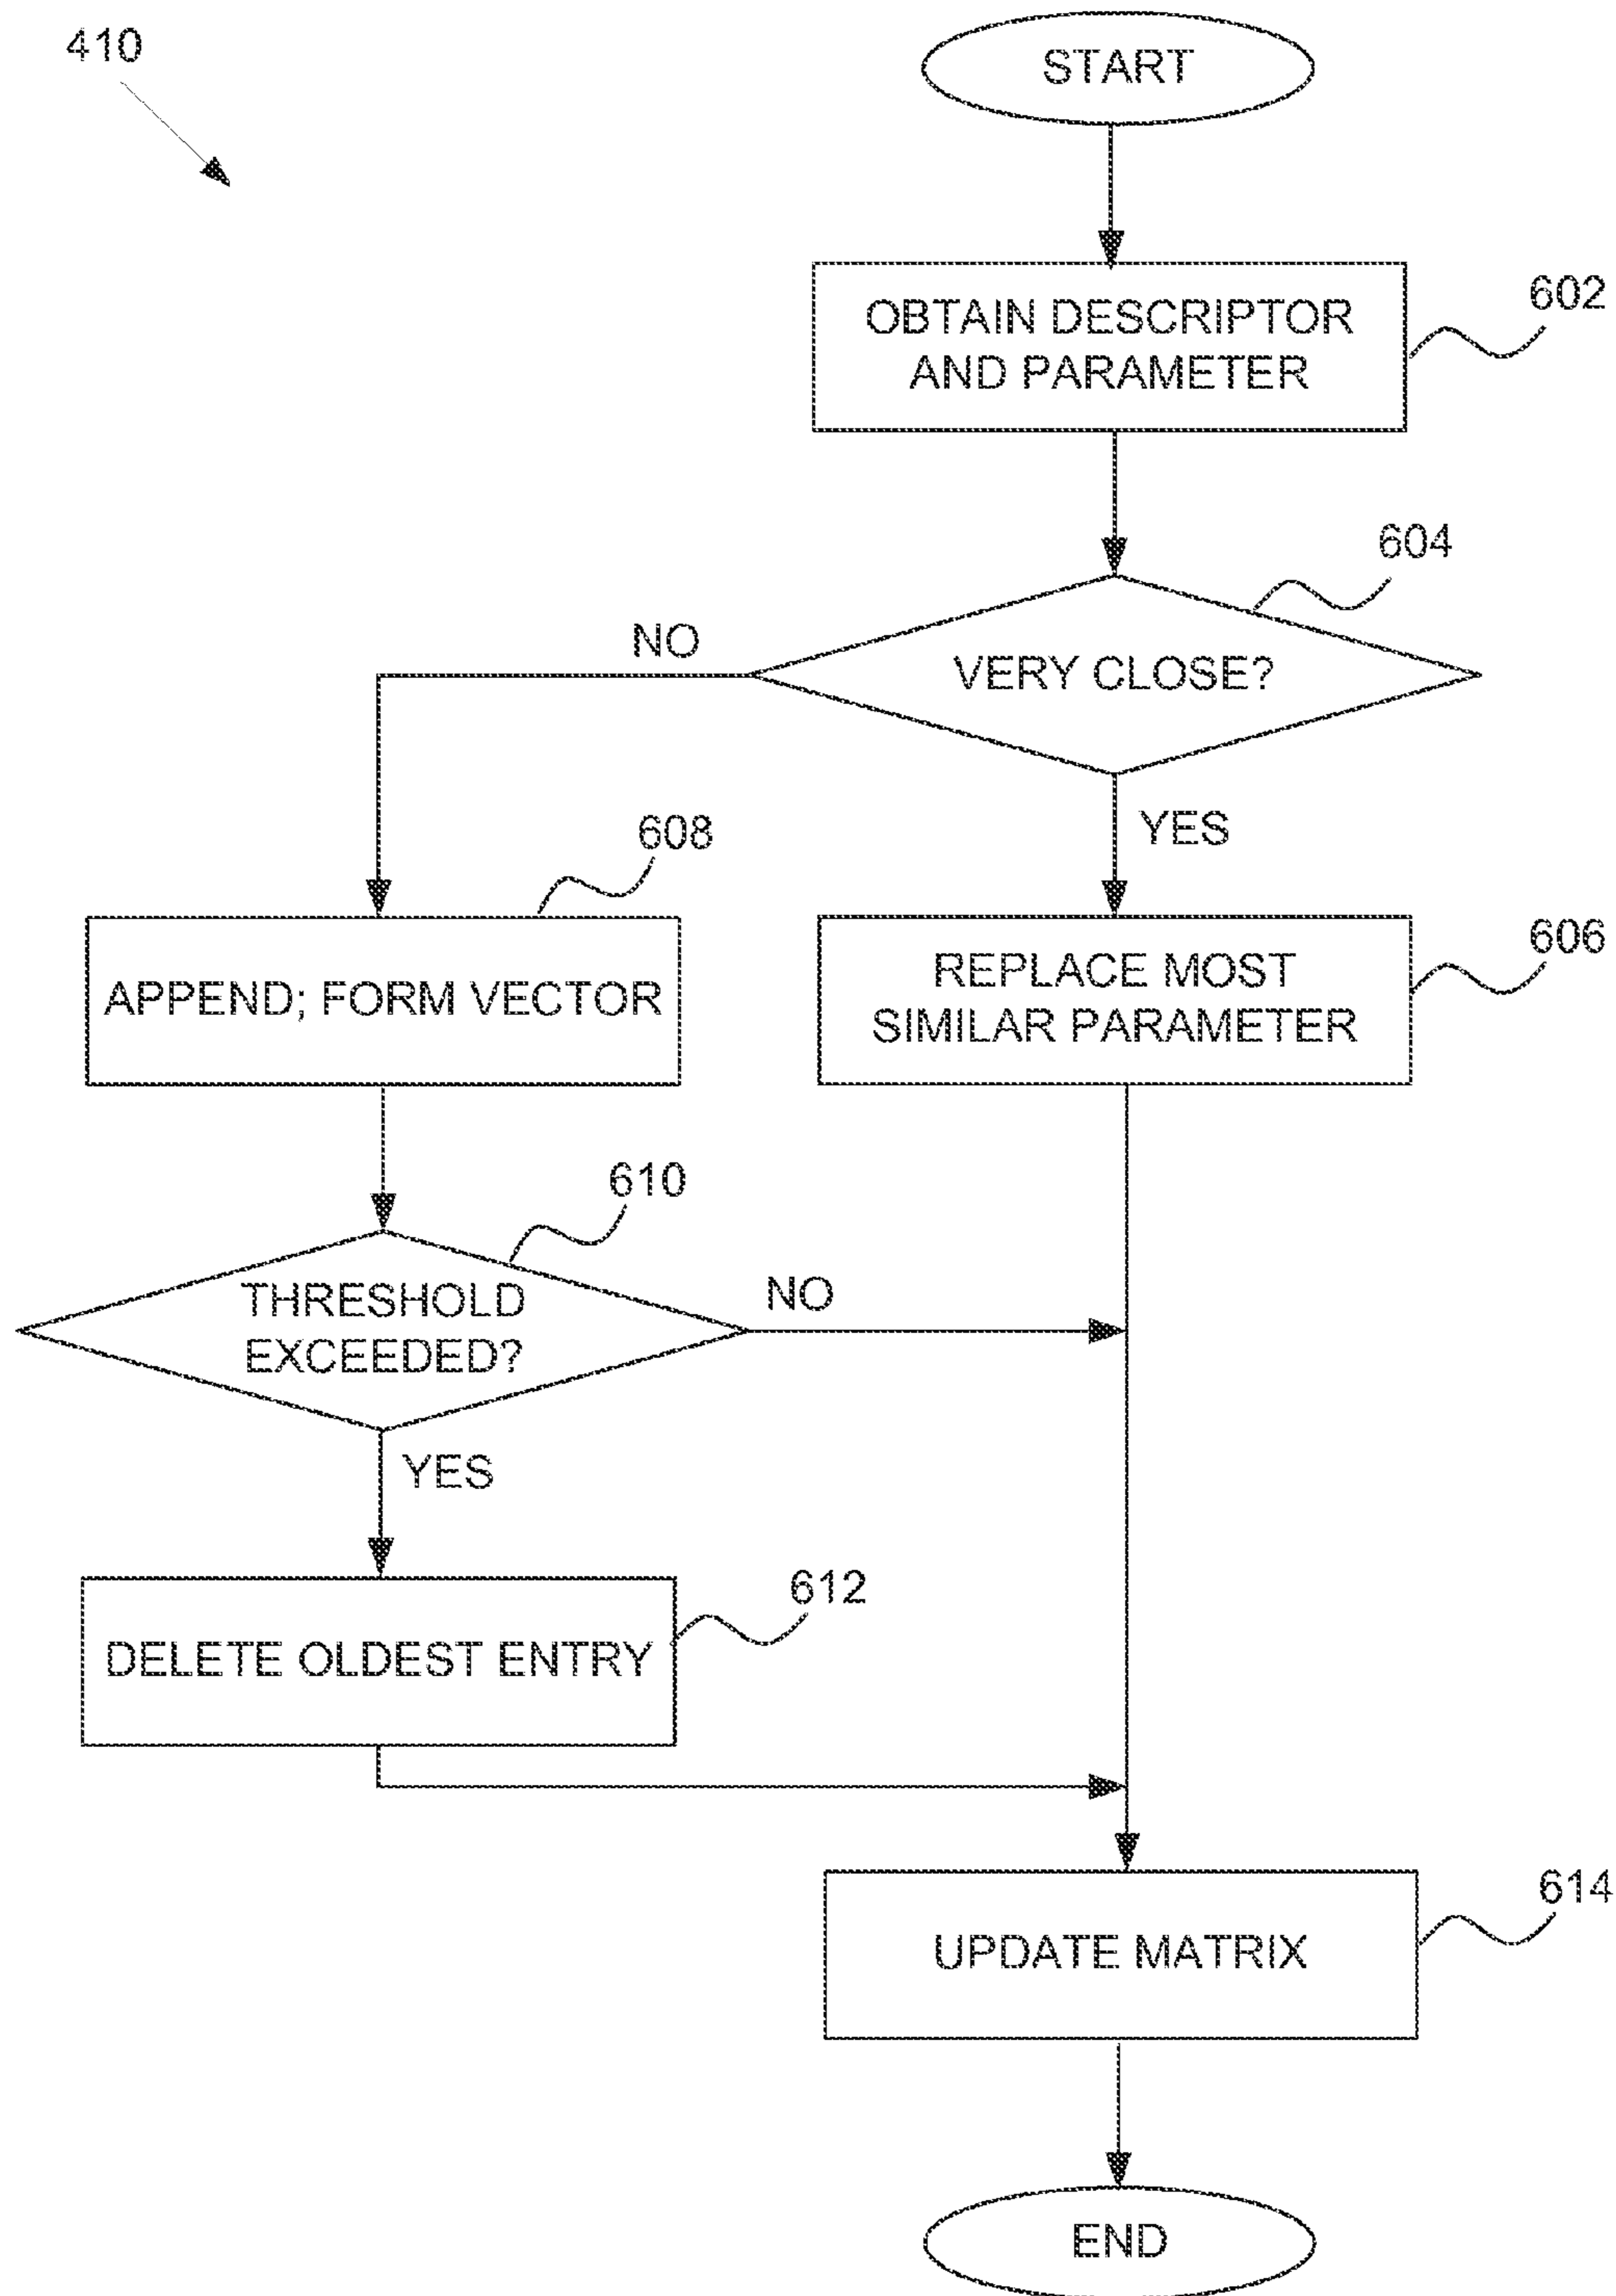 410
START
OBTAIN DESCRIPTOR
AND PARAMETER
602
604
NO
VERY CLOSE?
YES
608
APPEND; FORM VECTOR
REPLACE MOST
SIMILAR PARAMETER
606
610
THRESHOLD
EXCEEDED?
NO
YES
612
DELETE OLDEST ENTRY
614
UPDATE MATRIX
END